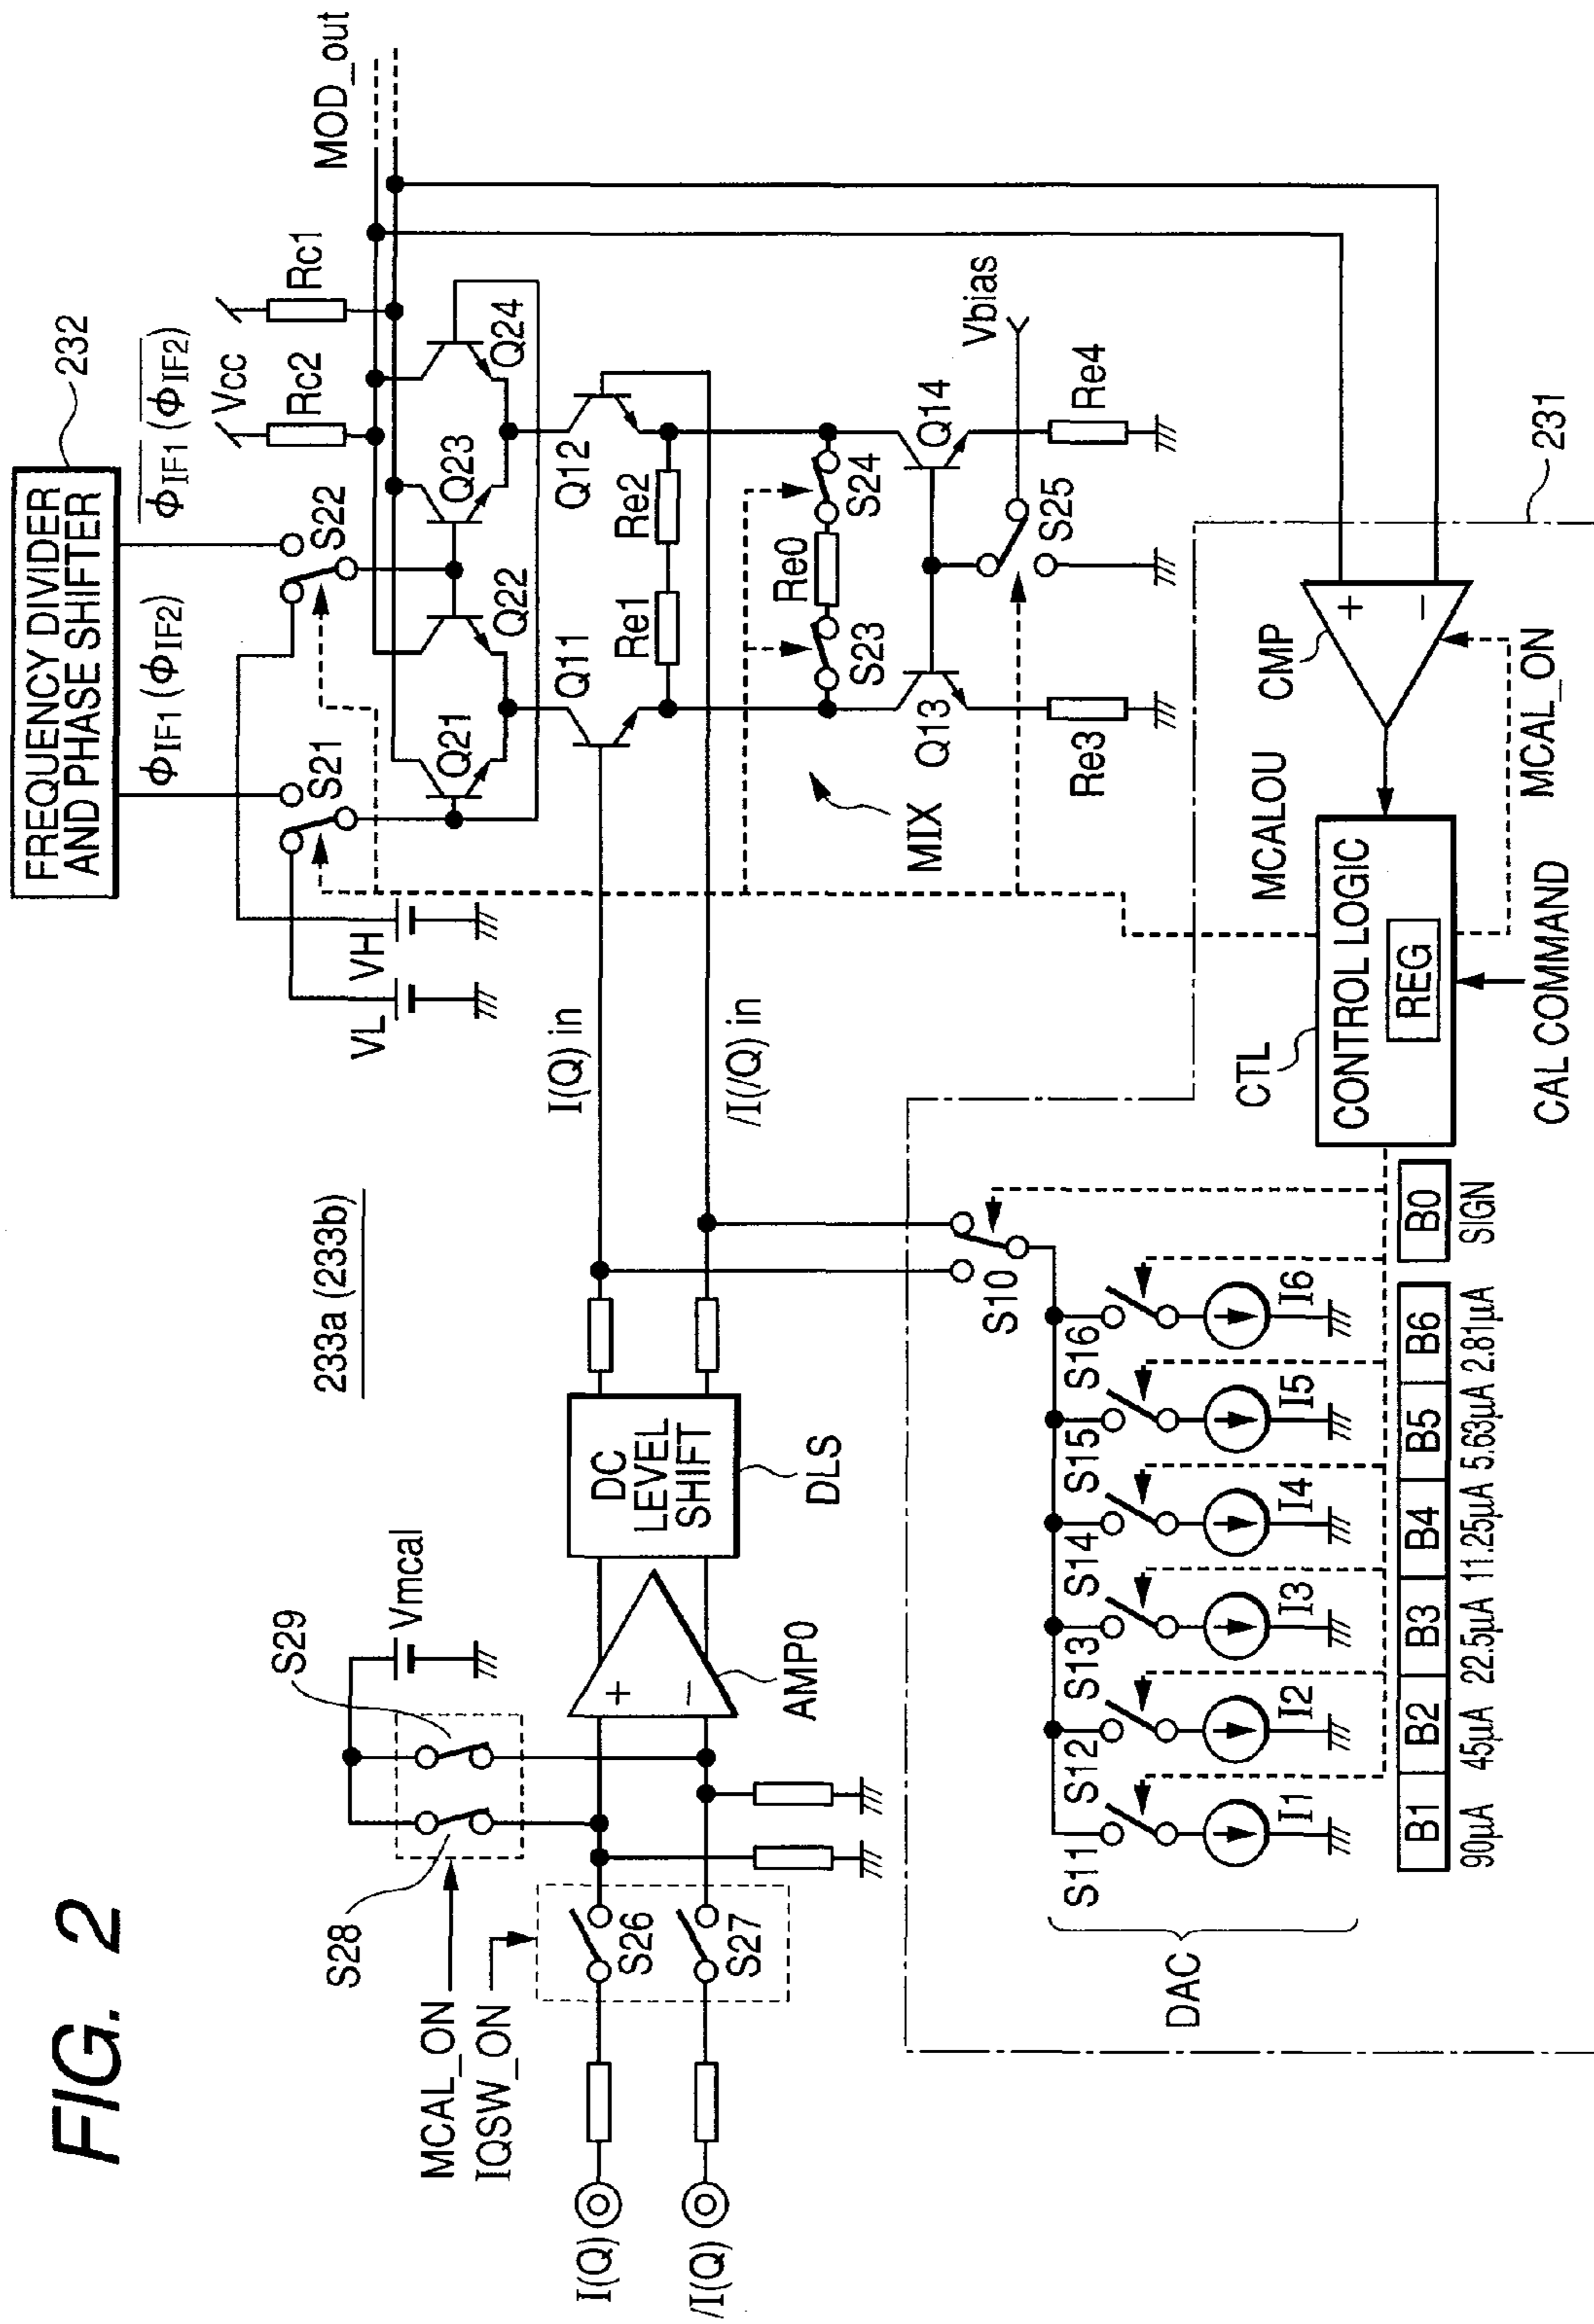 FIG. 2
233a (233b)
FREQUENCY DIVIDER
AND PHASE SHIFTER
232
ϕIF1 (ϕIF2)
ϕIF1 (ϕIF2)
Vcc
Rc2
Rc1
MOD_out
S21
S22
VL
VH
Q21
Q22
Q23
Q24
Q11
Q12
Re1
Re2
S23
Re0
S24
MIX
Q13
Q14
Vbias
S25
Re3
Re4
S28
S29
Vmcal
MCAL_ON
IQSW_ON
I(Q)
/I(Q)
S26
S27
+
−
AMP0
DC
LEVEL
SHIFT
DLS
I(Q) in
/I(/Q) in
231
S10
S11
S12
S13
S14
S15
S16
I1
I2
I3
I4
I5
I6
DAC
B1
B2
B3
B4
B5
B6
B0
90μA
45μA
22.5μA
11.25μA
5.63μA
2.81μA
SIGN
CTL
CONTROL LOGIC
REG
CAL COMMAND
MCALOU
MCAL_ON
CMP
+
−